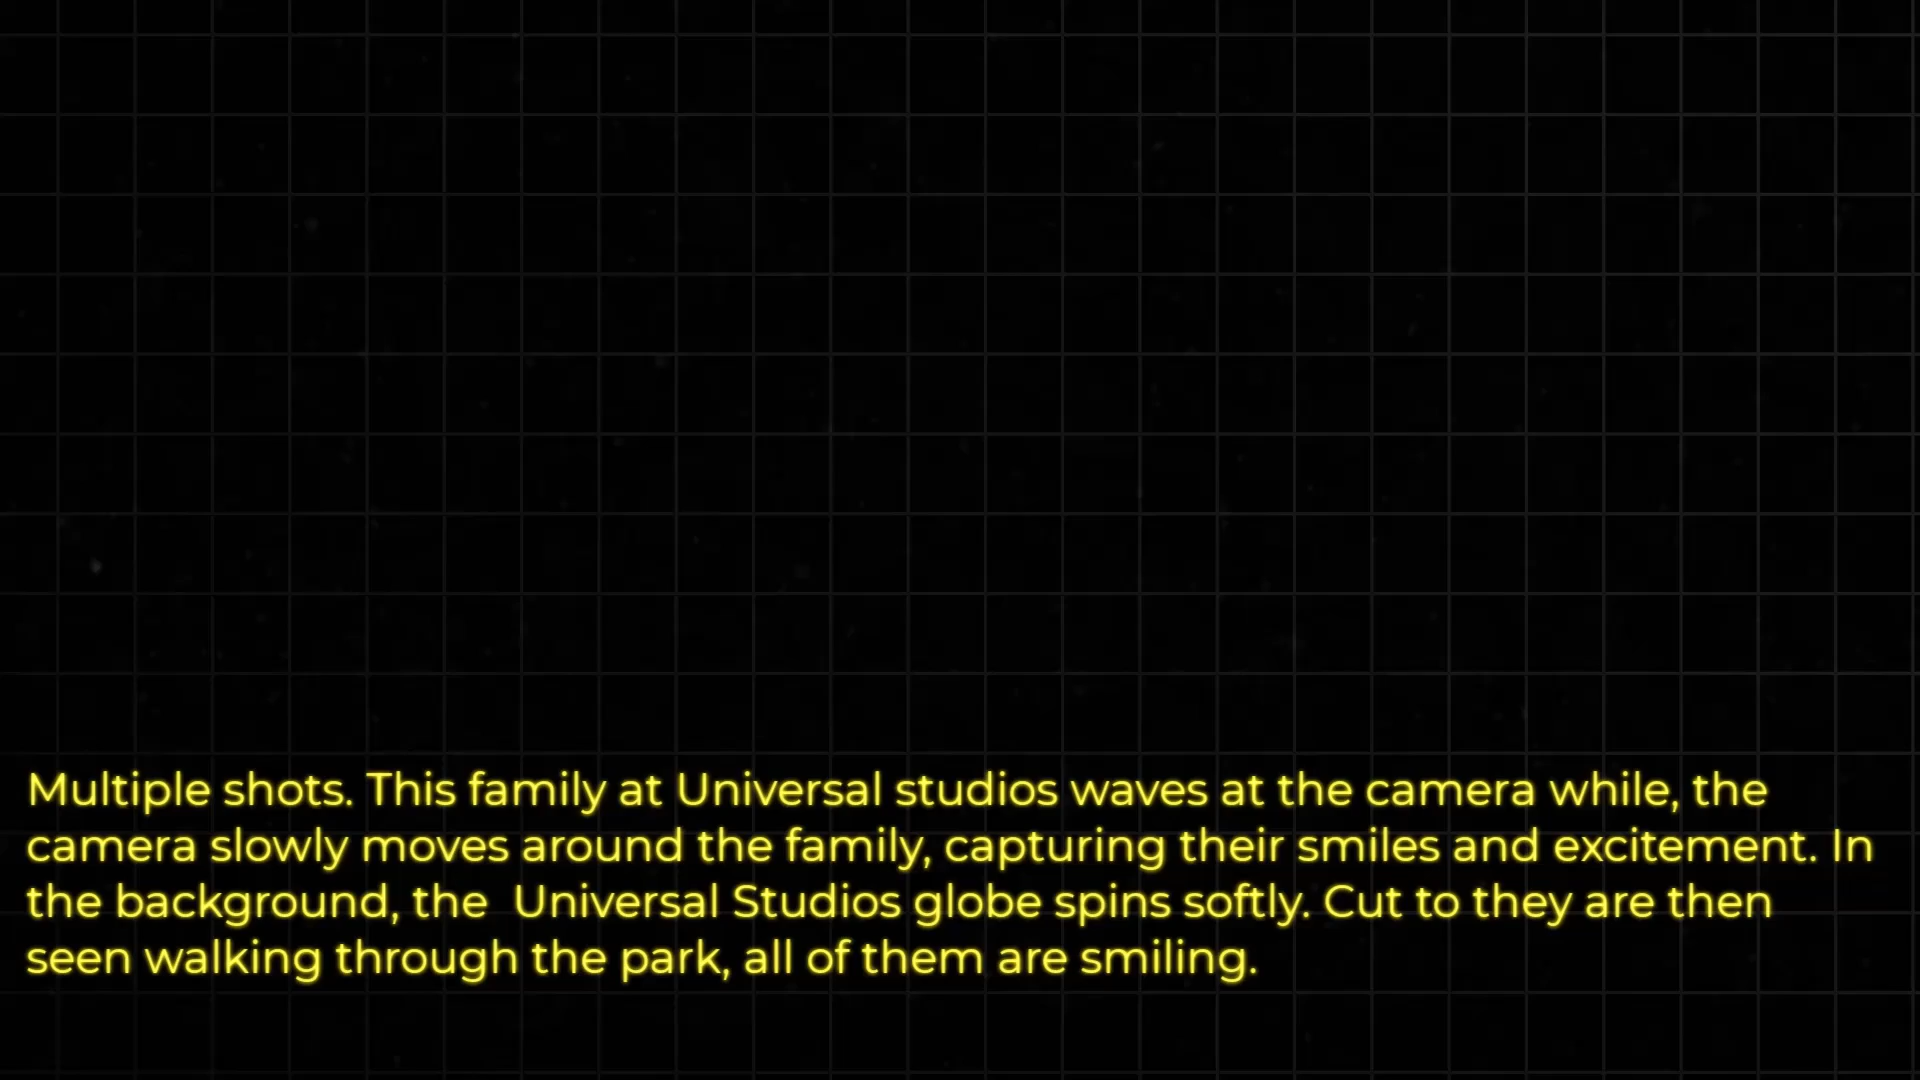 Multiple shots. This family at Universal studios waves at the camera while, the
camera slowly moves around the family, capturing their smiles and excitement. In
the background, the  Universal Studios globe spins softly. Cut to they are then
seen walking through the park, all of them are smiling.